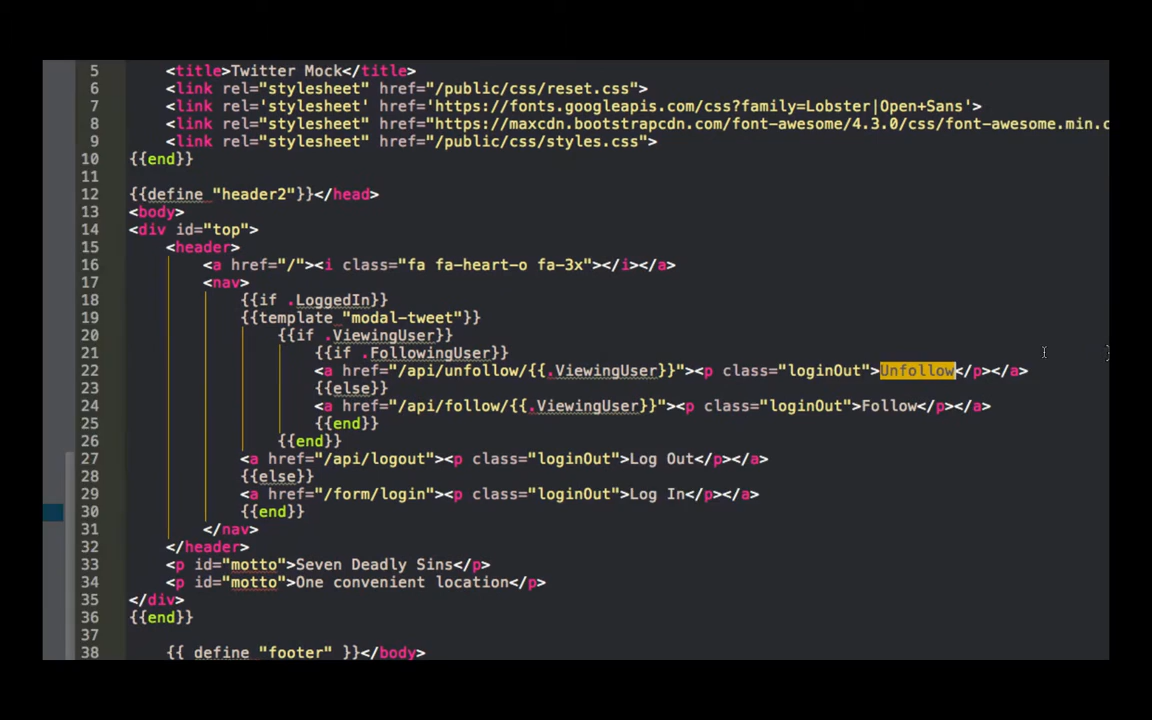 5 <title>Twitter Mock</title>
6 <link rel="stylesheet" href="/public/css/reset.css">
7 <link rel='stylesheet' href='https://fonts.googleapis.com/css?family=Lobster|Open+Sans'>
8 <link rel="stylesheet" href="https://maxcdn.bootstrapcdn.com/font-awesome/4.3.0/css/font-awesome.min.c
9 <link rel="stylesheet" href="/public/css/styles.css">
10 {{end}}
11
12 {{define "header2"}}</head>
13 <body>
14 <div id="top">
15 <header>
16 <a href="/"><i class="fa fa-heart-o fa-3x"></i></a>
17 <nav>
18 {{if .LoggedIn}}
19 {{template "modal-tweet"}}
20 {{if .ViewingUser}}
21 {{if .FollowingUser}}
22 <a href="/api/unfollow/{{.ViewingUser}}"><p class="loginOut">Unfollow</p></a>
23 {{else}}
24 <a href="/api/follow/{{.ViewingUser}}"><p class="loginOut">Follow</p></a>
25 {{end}}
26 {{end}}
27 <a href="/api/logout"><p class="loginOut">Log Out</p></a>
28 {{else}}
29 <a href="/form/login"><p class="loginOut">Log In</p></a>
30 {{end}}
31 </nav>
32 </header>
33 <p id="motto">Seven Deadly Sins</p>
34 <p id="motto">One convenient location</p>
35 </div>
36 {{end}}
37
38 {{ define "footer" }}</body>